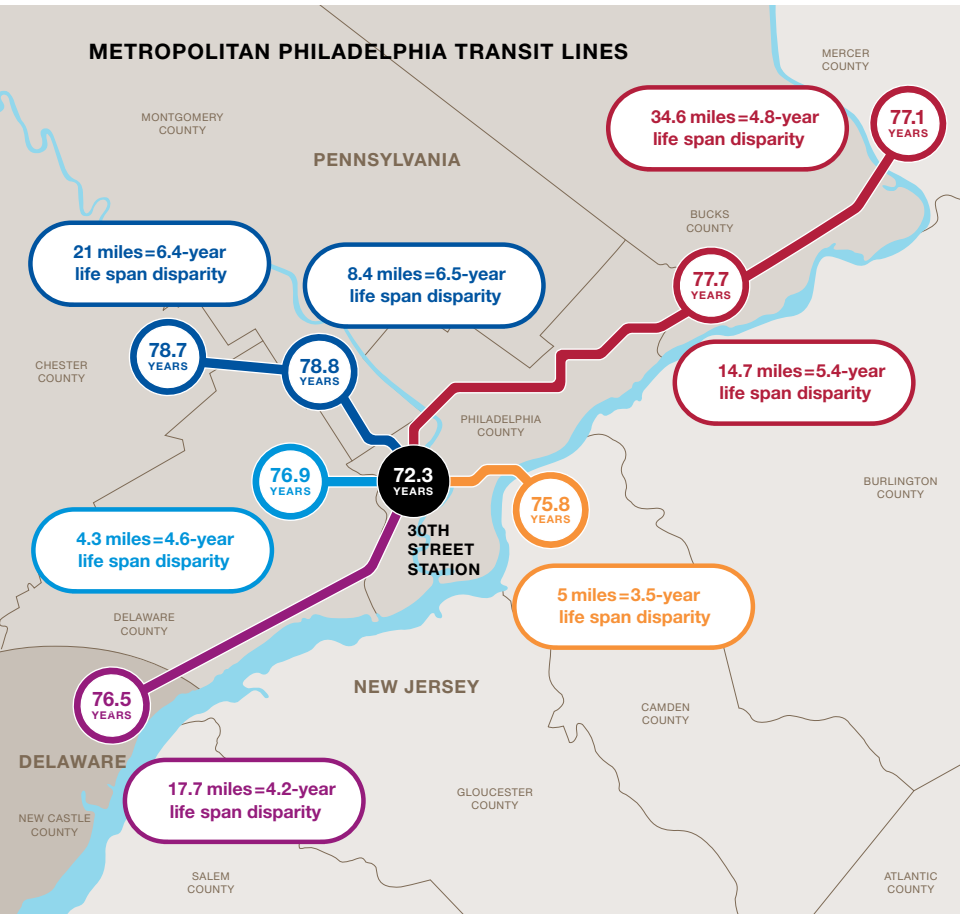 METROPOLITAN PHILADELPHIA TRANSIT LINES
MERCER
COUNTY
34.6 miles=4.8-year
life span disparity
77.1
YEARS
MONTGOMERY
COUNTY
PENNSYLVANIA
BUCKS
COUNTY
21 miles=6.4-year
life span disparity
8.4 miles=6.5-year
life span disparity
77.7
YEARS
78.7
YEARS
78.8
YEARS
CHESTER
COUNTY
14.7 miles=5.4-year
life span disparity
PHILADELPHIA
COUNTY
76.9
YEARS
72.3
YEARS
75.8
YEARS
BURLINGTON
COUNTY
30TH
STREET
STATION
4.3 miles=4.6-year
life span disparity
5 miles=3.5-year
life span disparity
DELAWARE
COUNTY
76.5
YEARS
NEW JERSEY
CAMDEN
COUNTY
DELAWARE
17.7 miles=4.2-year
life span disparity
GLOUCESTER
COUNTY
NEW CASTLE
COUNTY
SALEM
COUNTY
ATLANTIC
COUNTY